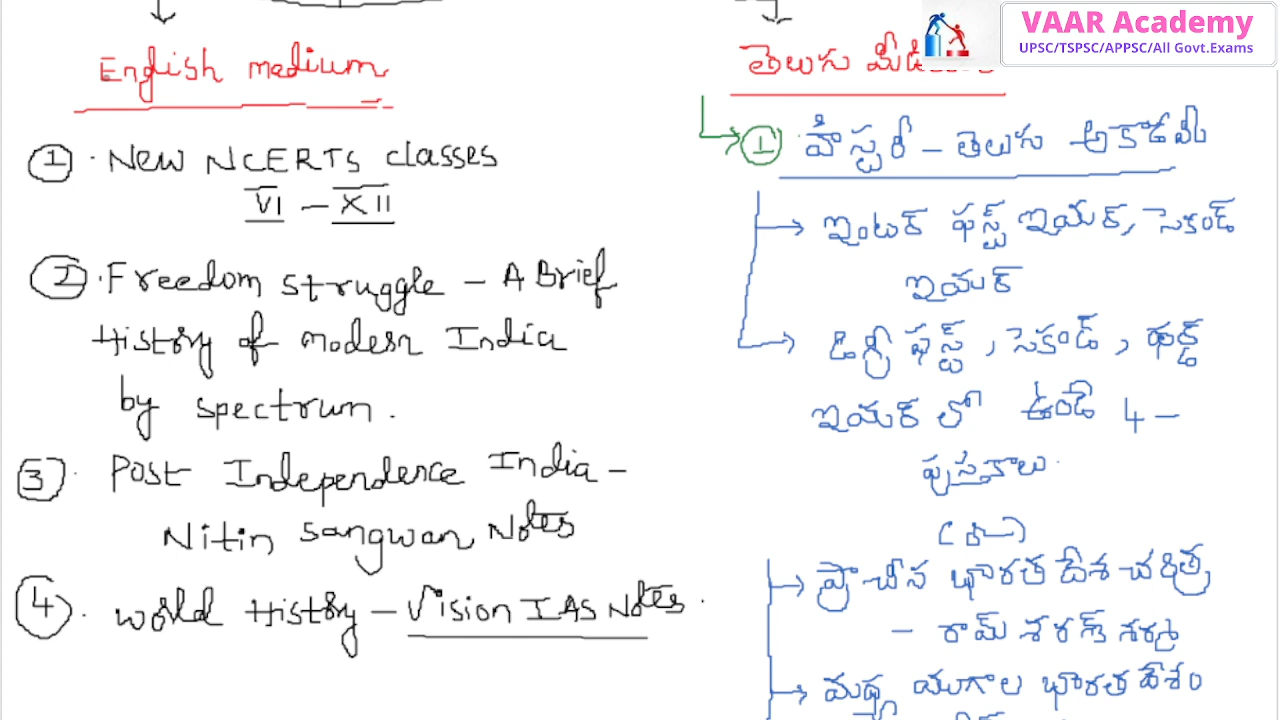 VAAR Academy
UPSC/TSPSC/APPSC/All Govt.Exams
English medium
① . New NCERTs classes
VI – XII
② . Freedom struggle – A Brief
History of modern India
by spectrum .
③ . Post Independence India –
Nitin Sangwan Notes
④ . World History – Vision IAS Notes .
తెలుగు
① హిస్టరీ – తెలుగు అకాడమీ
ఇంటర్ ఫస్ట్ ఇయర్, సెకండ్
ఇయర్
డిగ్రీ ఫస్ట్ , సెకండ్ , థర్డ్
ఇయర్ లో ఉండే 4 –
పుస్తకాలు
ప్రాచీన భారత దేశ చరిత్ర
– రామ్ శరణ్ శర్మ
మధ్య యుగాల భారత దేశం